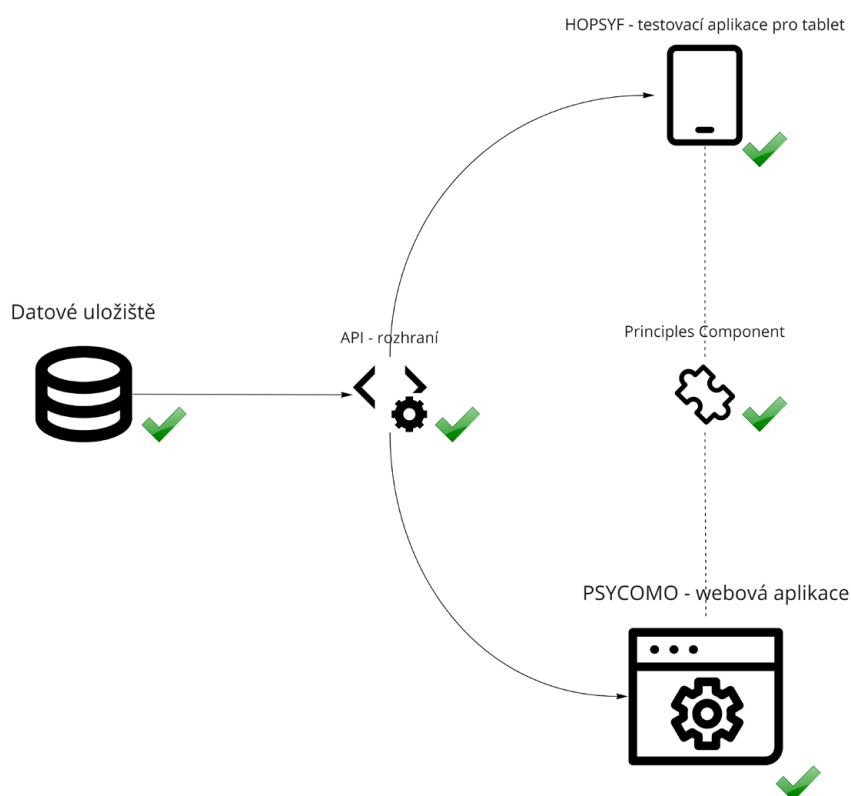 HOPSYF - testovací aplikace pro tablet
Datové uložiště
API - rozhraní
Principles Component
PSYCOMO - webová aplikace